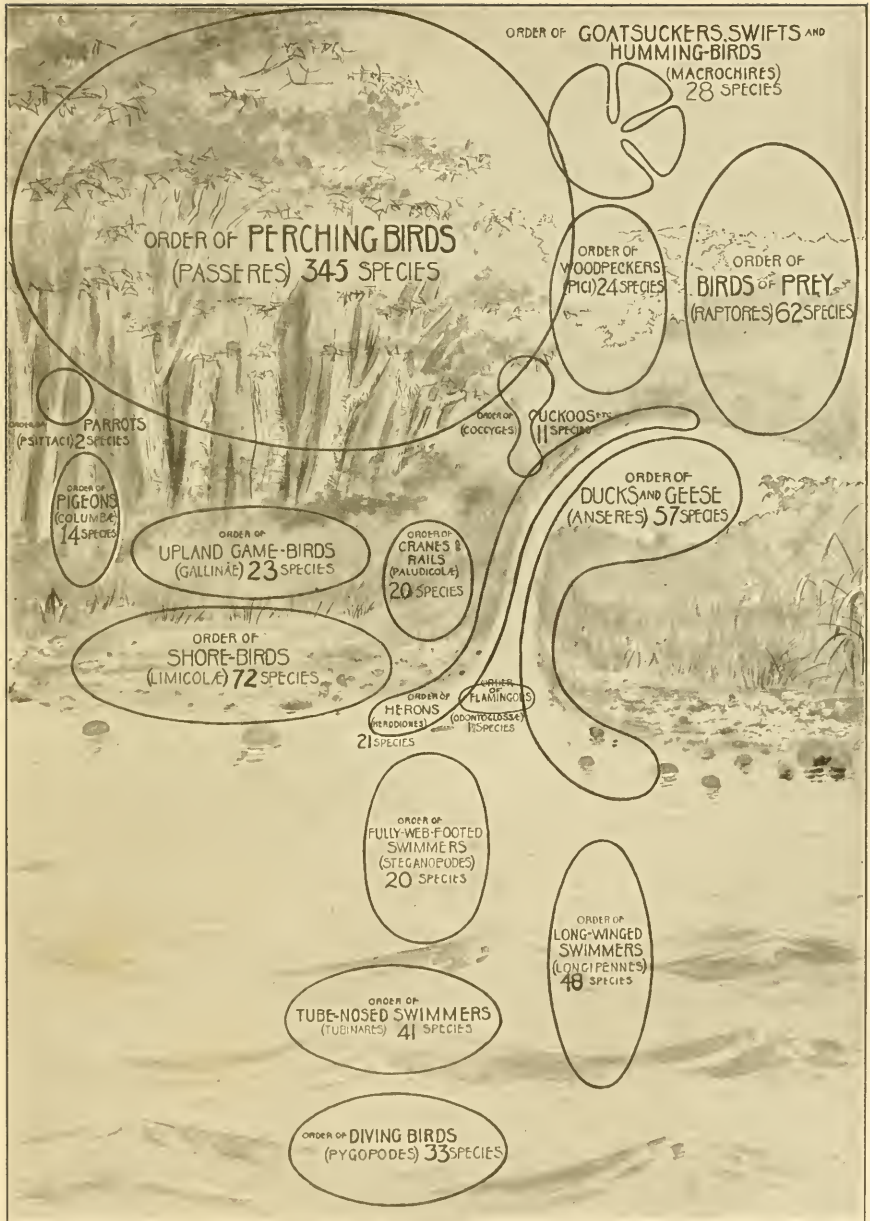 ORDER OF GOATSUCKERS, SWIFTS AND
HUMMING-BIRDS
(MACROCHIRES)
28 SPECIES
ORDER OF PERCHING BIRDS
(PASSERES) 345 SPECIES
ORDER OF
WOODPECKERS
(PICI) 24 SPECIES
ORDER OF
BIRDS OF PREY
(RAPTORES) 62 SPECIES
ORDER OF PARROTS
(PSITTACI) 2 SPECIES
ORDER OF CUCKOOS ETC
(COCCYGES) 11 SPECIES
ORDER OF
PIGEONS
(COLUMBÆ)
14 SPECIES
ORDER OF
UPLAND GAME-BIRDS
(GALLINÆ) 23 SPECIES
ORDER OF
CRANES &
RAILS
(PALUDICOLÆ)
20 SPECIES
ORDER OF
DUCKS AND GEESE
(ANSERES) 57 SPECIES
ORDER OF
SHORE-BIRDS
(LIMICOLÆ) 72 SPECIES
ORDER OF
HERONS
(HERODIONES)
21 SPECIES
ORDER
OF
FLAMINGOES
(ODONTOGLOSSÆ)
1 SPECIES
ORDER OF
FULLY-WEB-FOOTED
SWIMMERS
(STEGANOPODES)
20 SPECIES
ORDER OF
LONG-WINGED
SWIMMERS
(LONGIPENNES)
48 SPECIES
ORDER OF
TUBE-NOSED SWIMMERS
(TUBINARES) 41 SPECIES
ORDER OF DIVING BIRDS
(PYGOPODES) 33 SPECIES